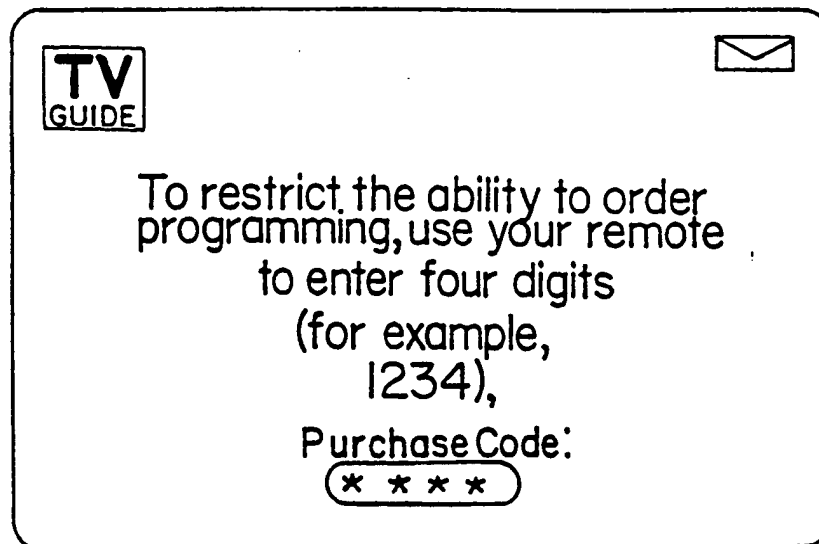 TV
GUIDE
To restrict the ability to order
programming, use your remote
to enter four digits
(for example,
1234),
Purchase Code:
* * * *